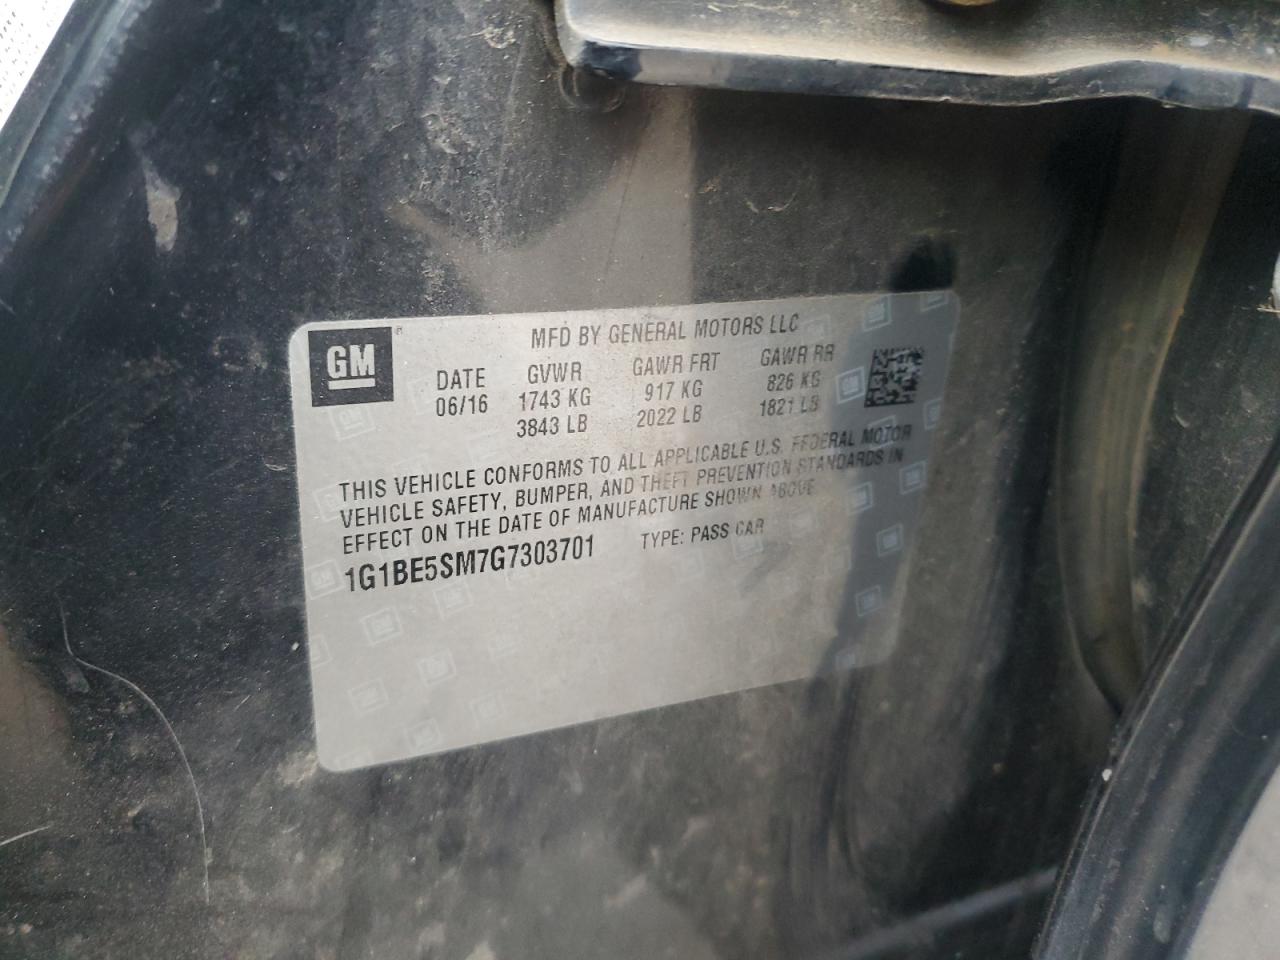 GM
MFD BY GENERAL MOTORS LLC
DATE GVWR GAWR FRT GAWR RR
06/16 1743 KG 917 KG 826 KG
3843 LB 2022 LB 1821 LB
THIS VEHICLE CONFORMS TO ALL APPLICABLE U.S. FEDERAL MOTOR
VEHICLE SAFETY, BUMPER, AND THEFT PREVENTION STANDARDS IN
EFFECT ON THE DATE OF MANUFACTURE SHOWN ABOVE
1G1BE5SM7G7303701 TYPE: PASS CAR